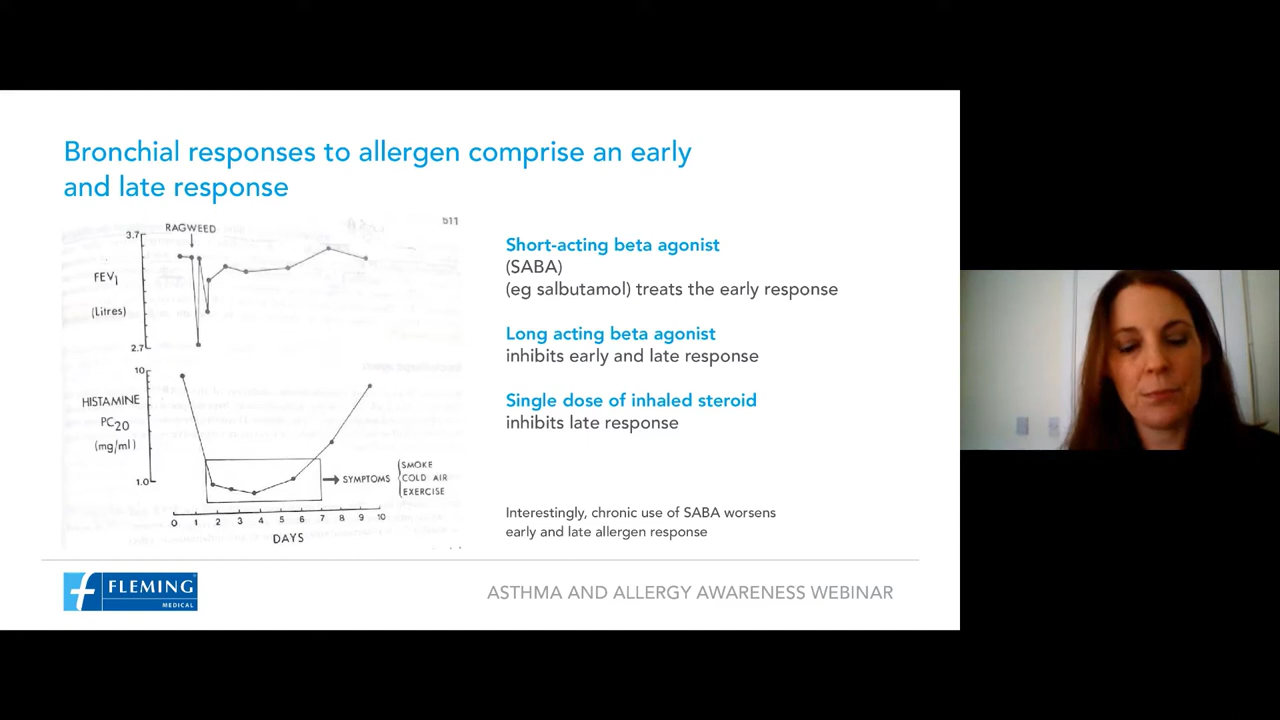 Bronchial responses to allergen comprise an early
and late response
511
RAGWEED
3.7
FEV1
(Litres)
2.7
10
HISTAMINE
PC20
(mg/ml)
1.0
SYMPTOMS
SMOKE
COLD AIR
EXERCISE
0 1 2 3 4 5 6 7 8 9 10
DAYS
Short-acting beta agonist
(SABA)
(eg salbutamol) treats the early response
Long acting beta agonist
inhibits early and late response
Single dose of inhaled steroid
inhibits late response
Interestingly, chronic use of SABA worsens
early and late allergen response
FLEMING
MEDICAL
ASTHMA AND ALLERGY AWARENESS WEBINAR